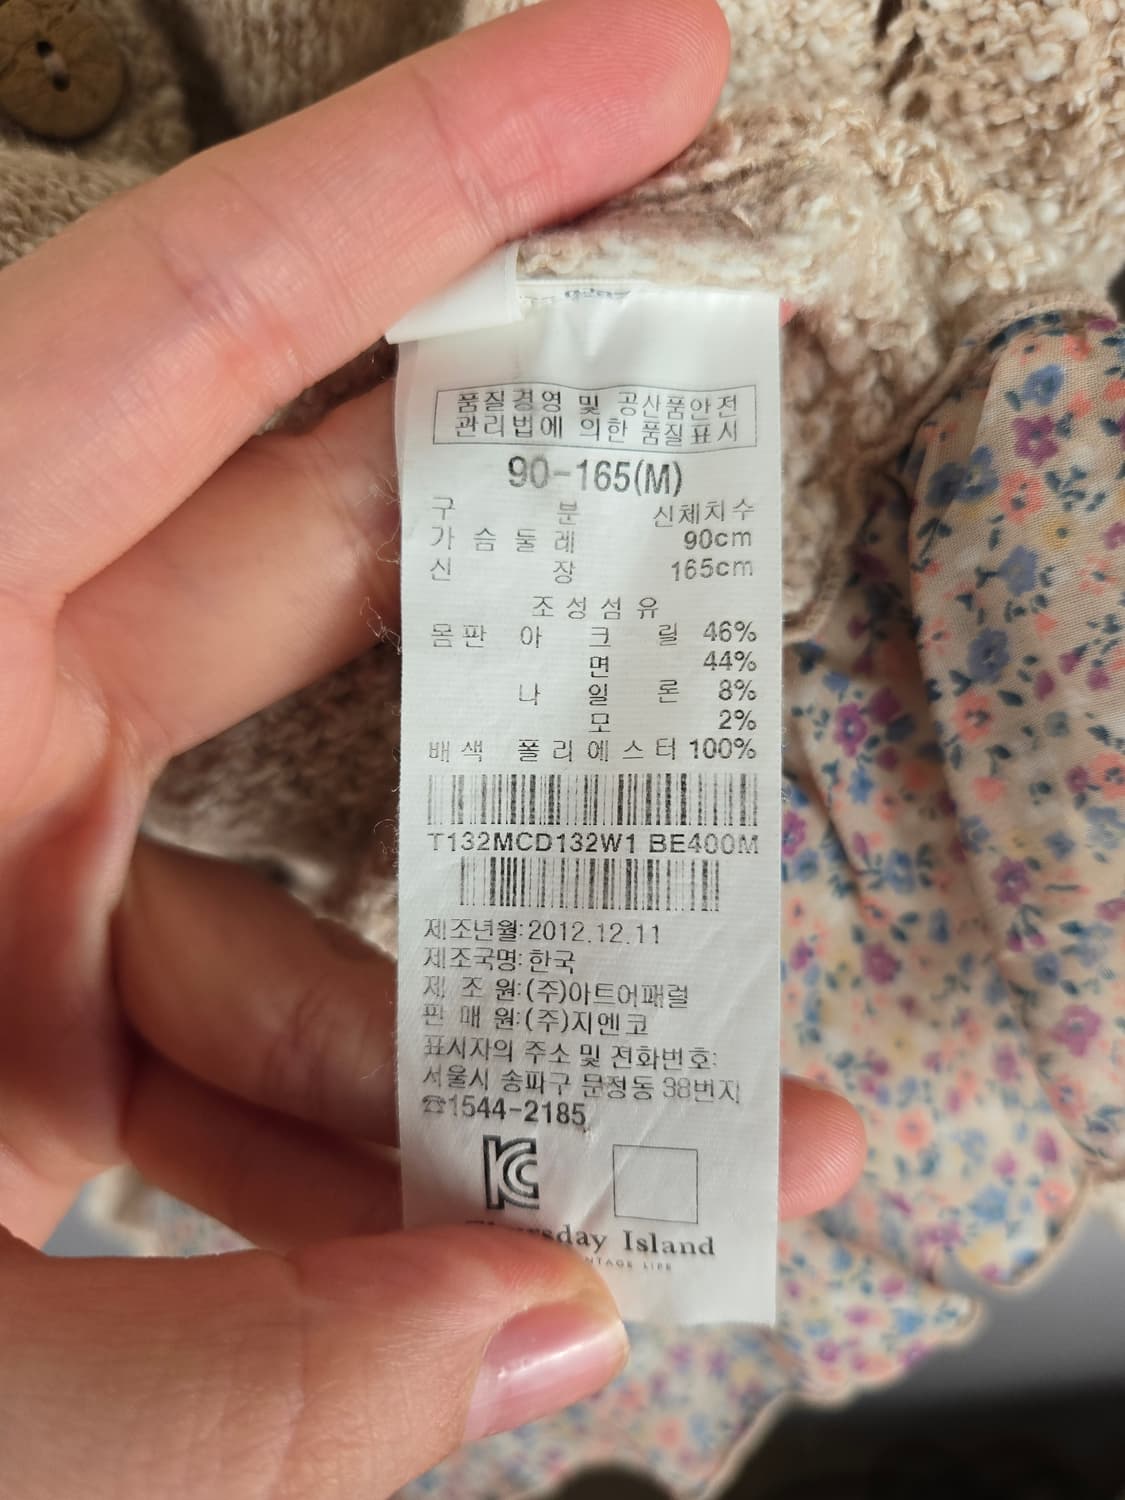 품질경영 및 공산품안전
관리법에 의한 품질표시
90-165(M)
구 분 신체치수
가 슴 둘 레 90cm
신 장 165cm
조성섬유
몸판 아 크 릴 46%
면 44%
나 일 론 8%
모 2%
배색 폴리에스터 100%
T132MCD132W1 BE400M
제조년월: 2012.12.11
제조국명: 한국
제 조 원: (주)아트어패럴
판 매 원: (주)지엔코
표시자의 주소 및 전화번호:
서울시 송파구 문정동 38번지
☎1544-2185
KC
Thursday Island